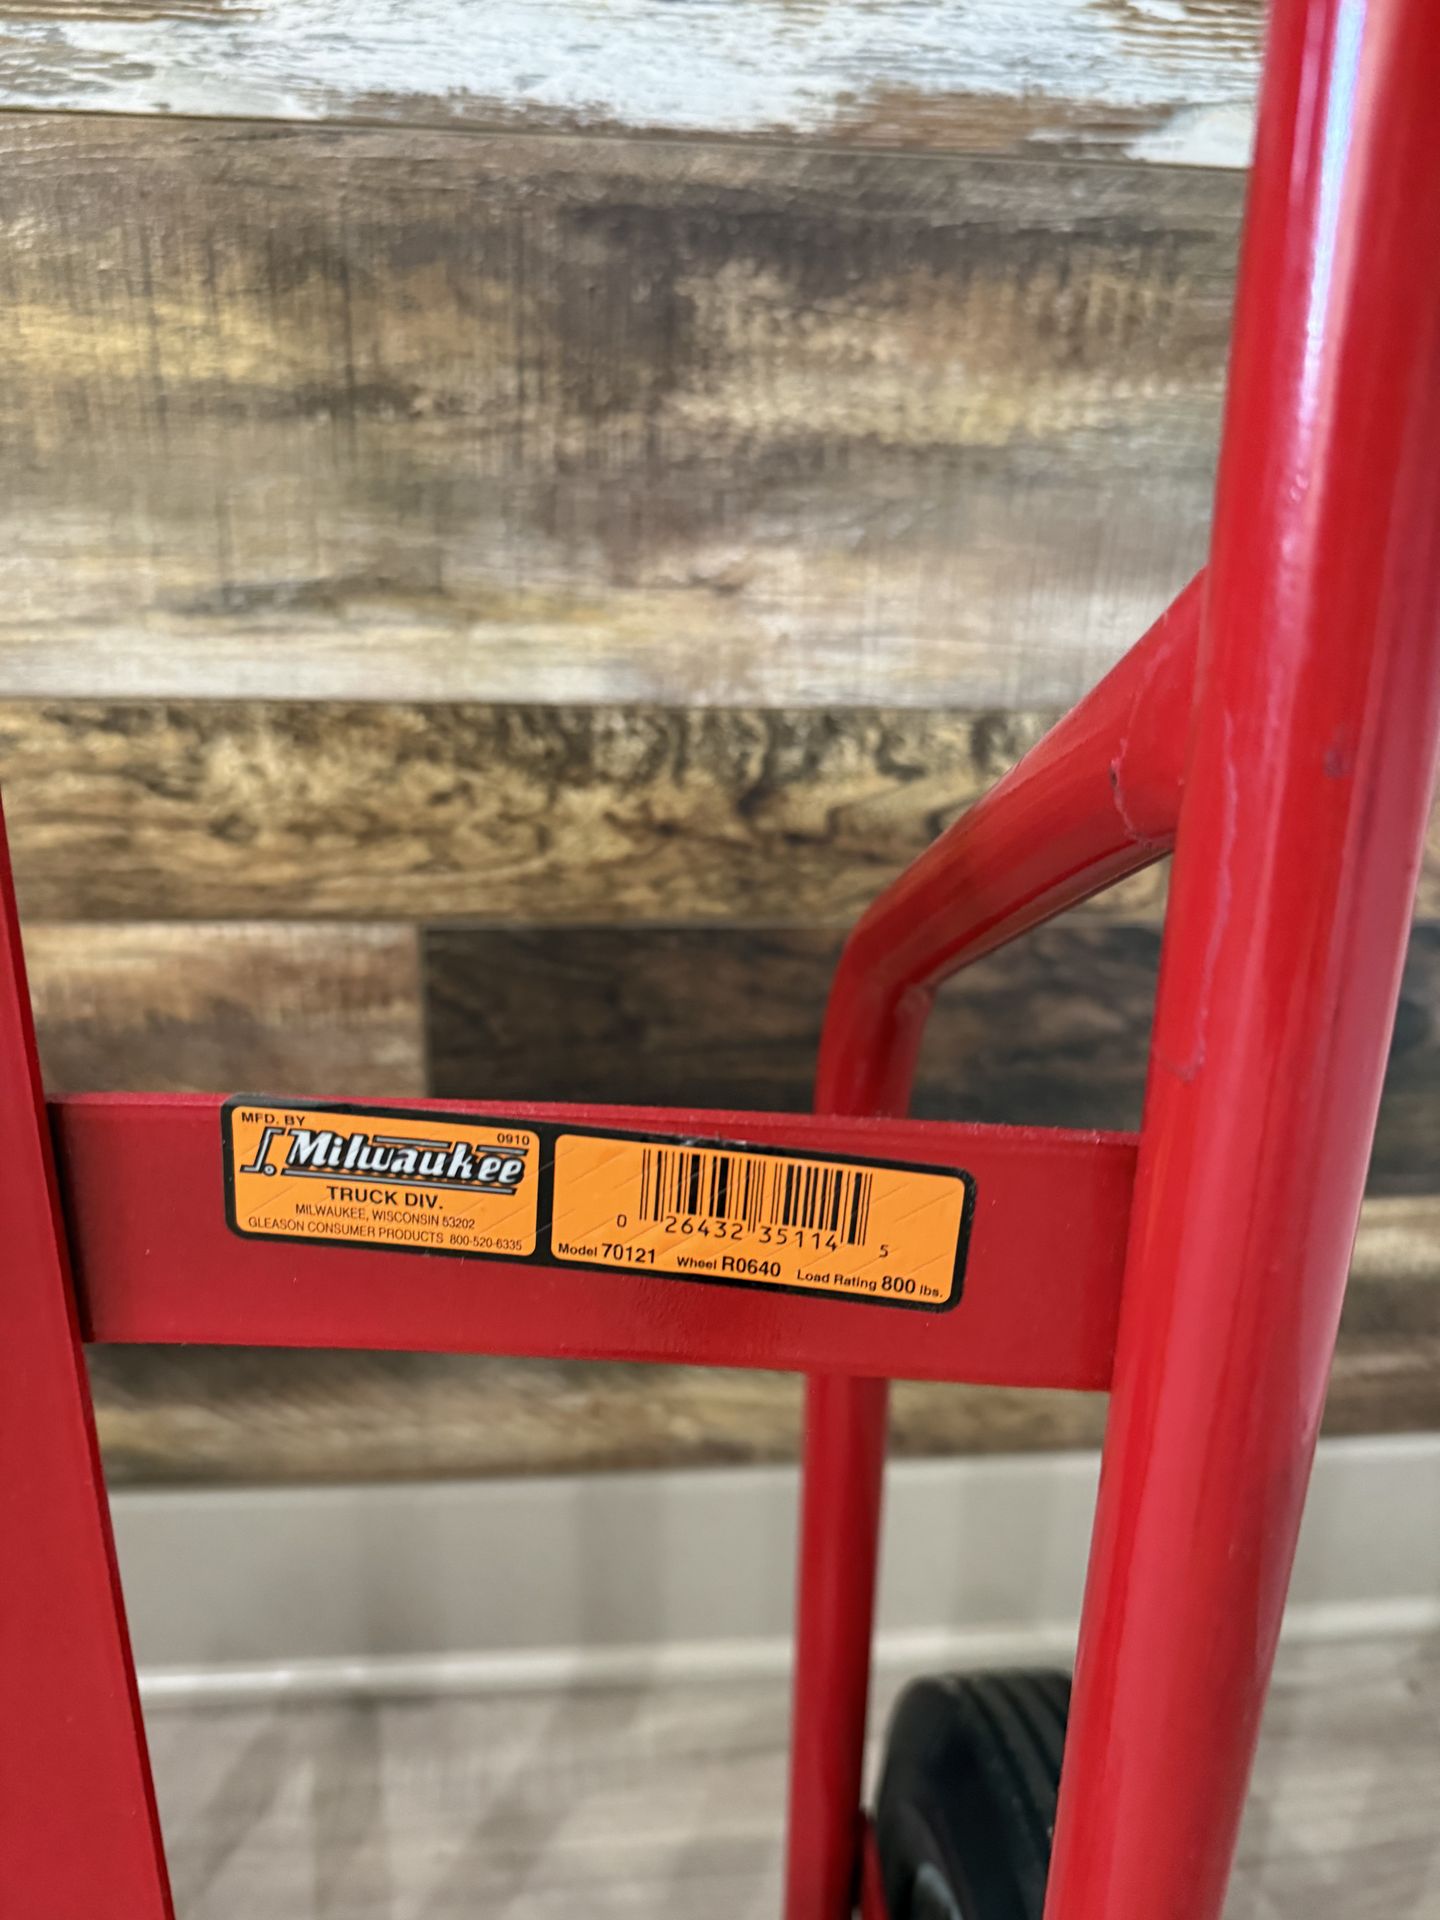 MFD. BY 0910
Milwaukee
TRUCK DIV.
MILWAUKEE, WISCONSIN 53202
GLEASON CONSUMER PRODUCTS 800-520-6335
0 26432 35114 5
Model 70121 Wheel R0640 Load Rating 800 lbs.